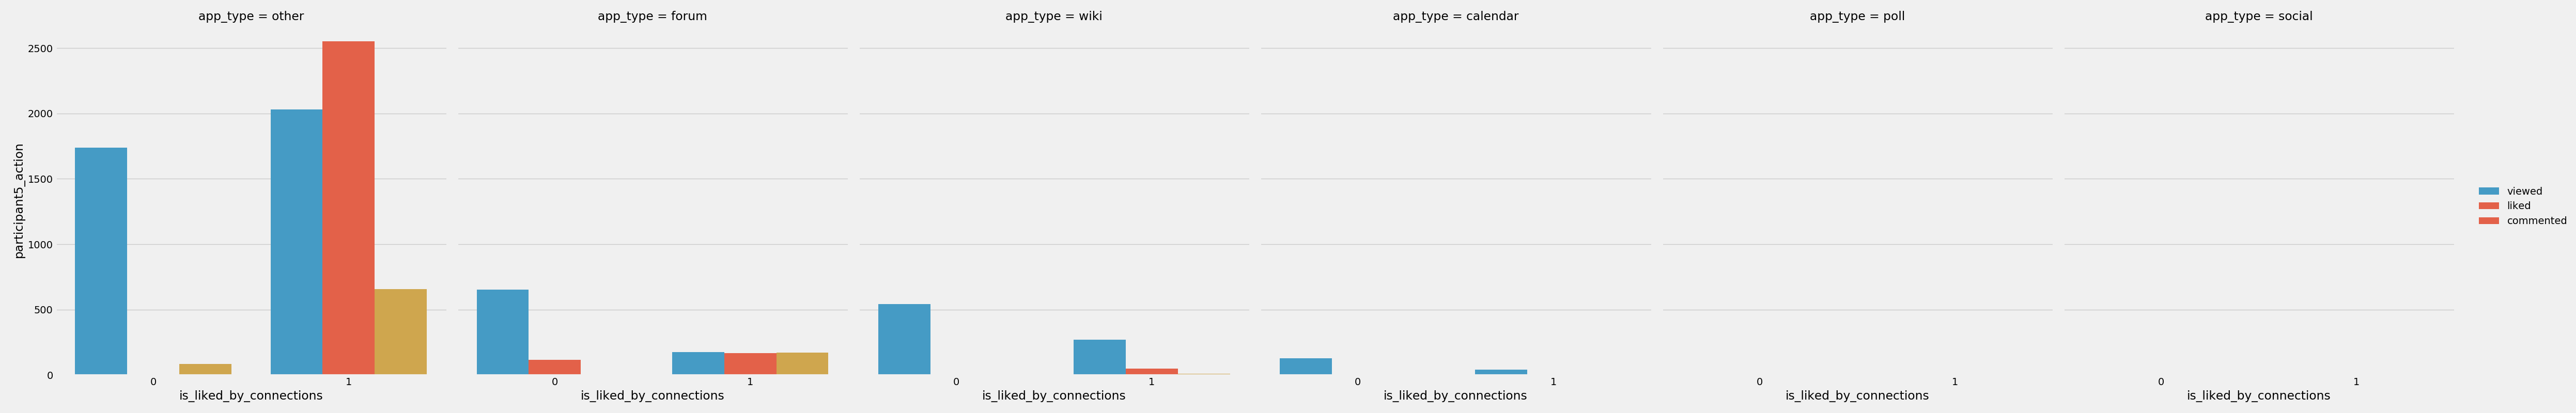 app_type = other
app_type = forum
app_type = wiki
app_type = calendar
app_type = poll
app_type = social
participant5_action
2500
2000
1500
1000
500
0
0 1
0 1
0 1
0 1
0 1
0 1
is_liked_by_connections
is_liked_by_connections
is_liked_by_connections
is_liked_by_connections
is_liked_by_connections
is_liked_by_connections
viewed
liked
commented